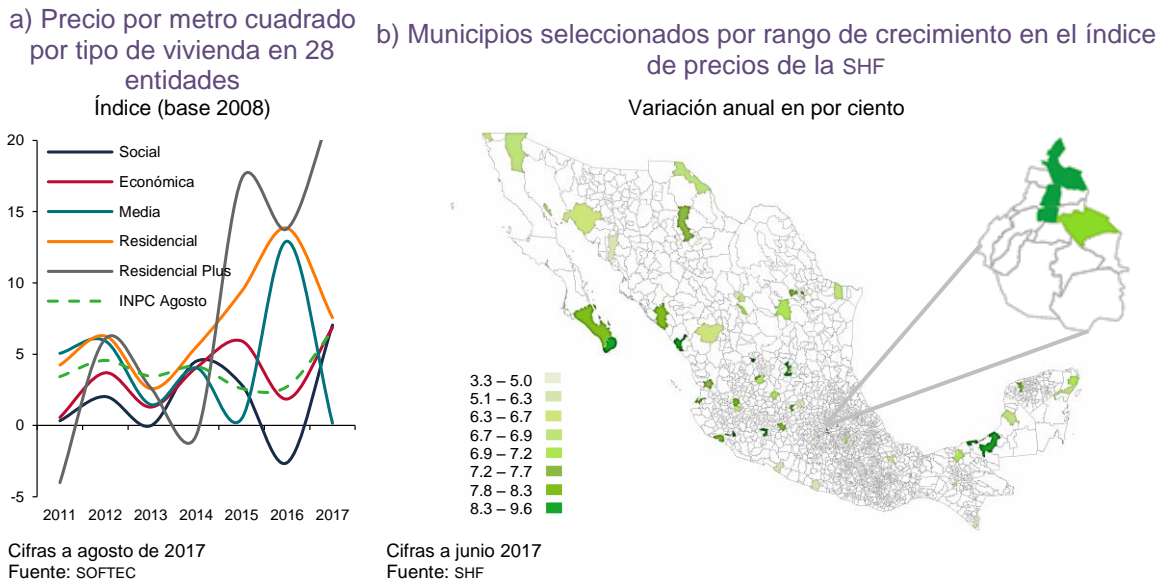 a) Precio por metro cuadrado
por tipo de vivienda en 28
entidades
Índice (base 2008)
20
15
10
5
0
-5
Social
Económica
Media
Residencial
Residencial Plus
INPC Agosto
2011 2012 2013 2014 2015 2016 2017
Cifras a agosto de 2017
Fuente: SOFTEC
b) Municipios seleccionados por rango de crecimiento en el índice
de precios de la SHF
Variación anual en por ciento
3.3 – 5.0
5.1 – 6.3
6.3 – 6.7
6.7 – 6.9
6.9 – 7.2
7.2 – 7.7
7.8 – 8.3
8.3 – 9.6
Cifras a junio 2017
Fuente: SHF